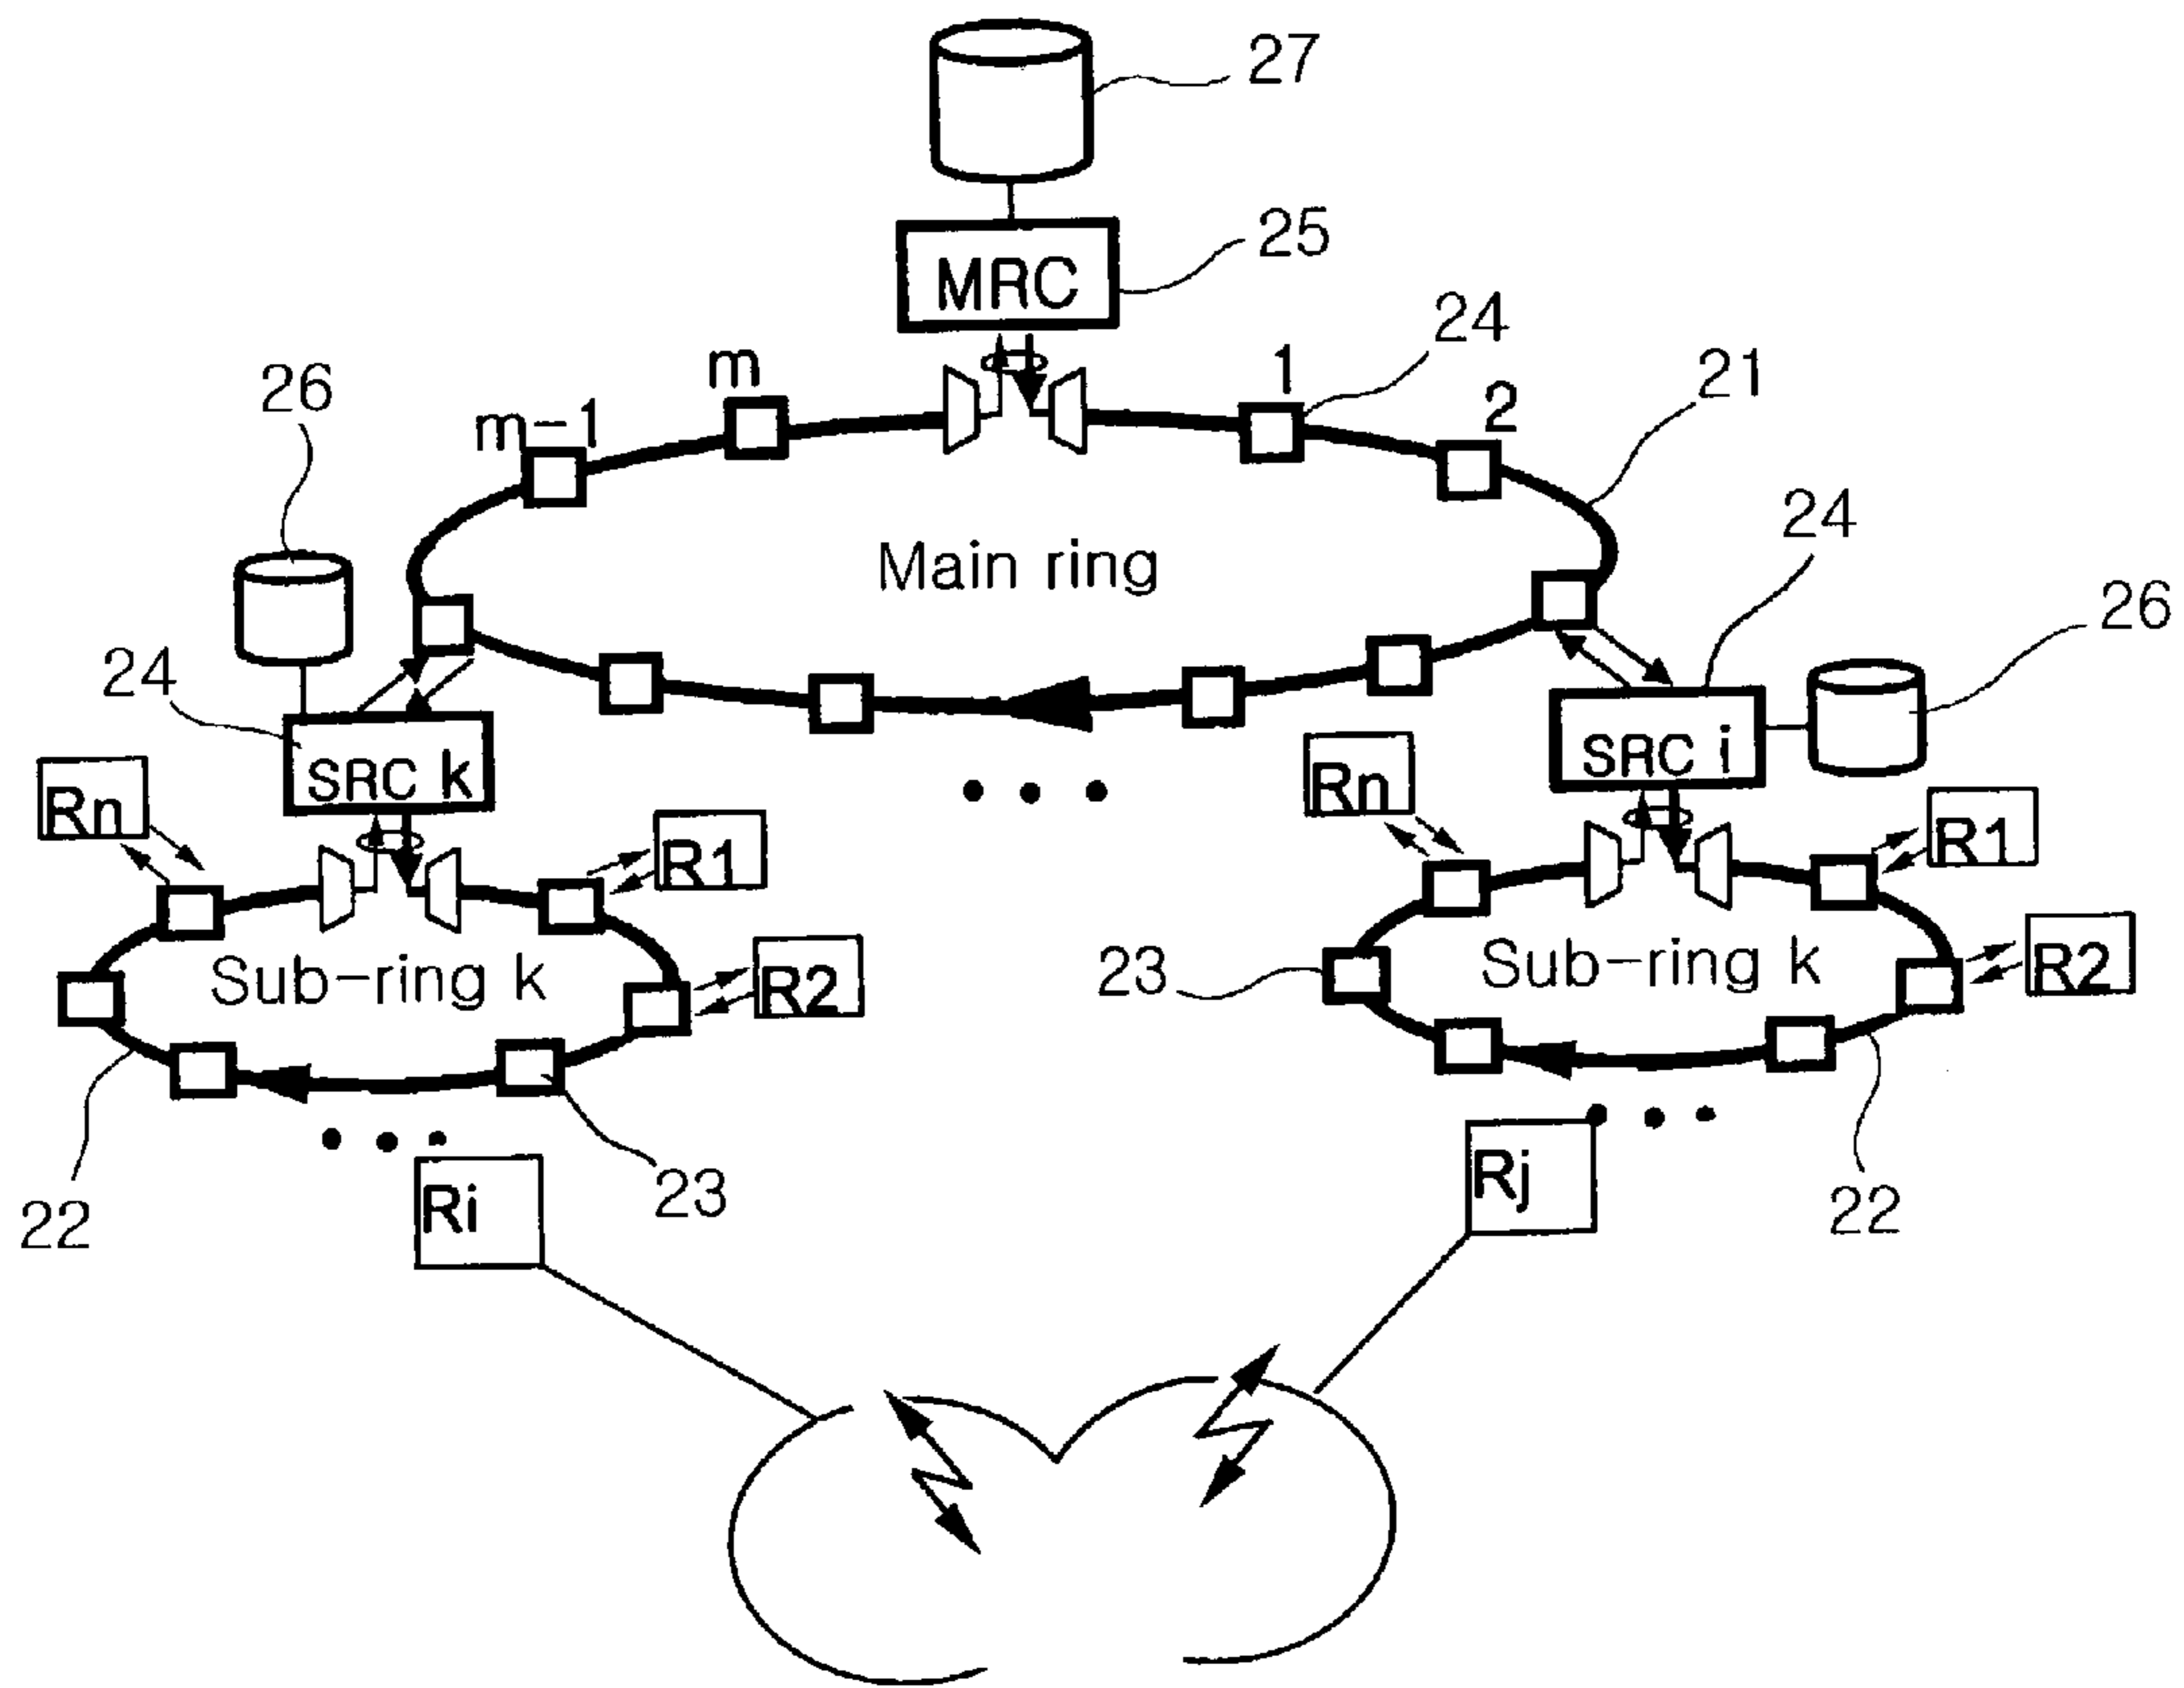 27
25
MRC
24
1
m
21
2
26
m-1
24
Main ring
26
24
SRC i
SRC k
Rn
Rn
R1
R1
R2
Sub-ring k
23
Sub-ring k
R2
23
Rj
Ri
23
22
22